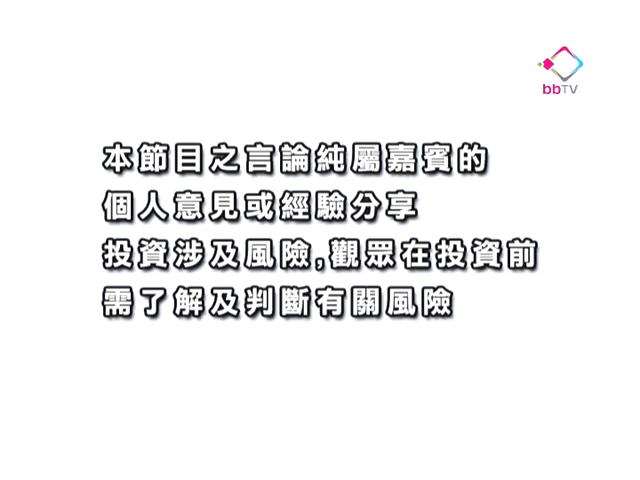 bbTV
本節目之言論純屬嘉賓的
個人意見或經驗分享
投資涉及風險,觀眾在投資前
需了解及判斷有關風險